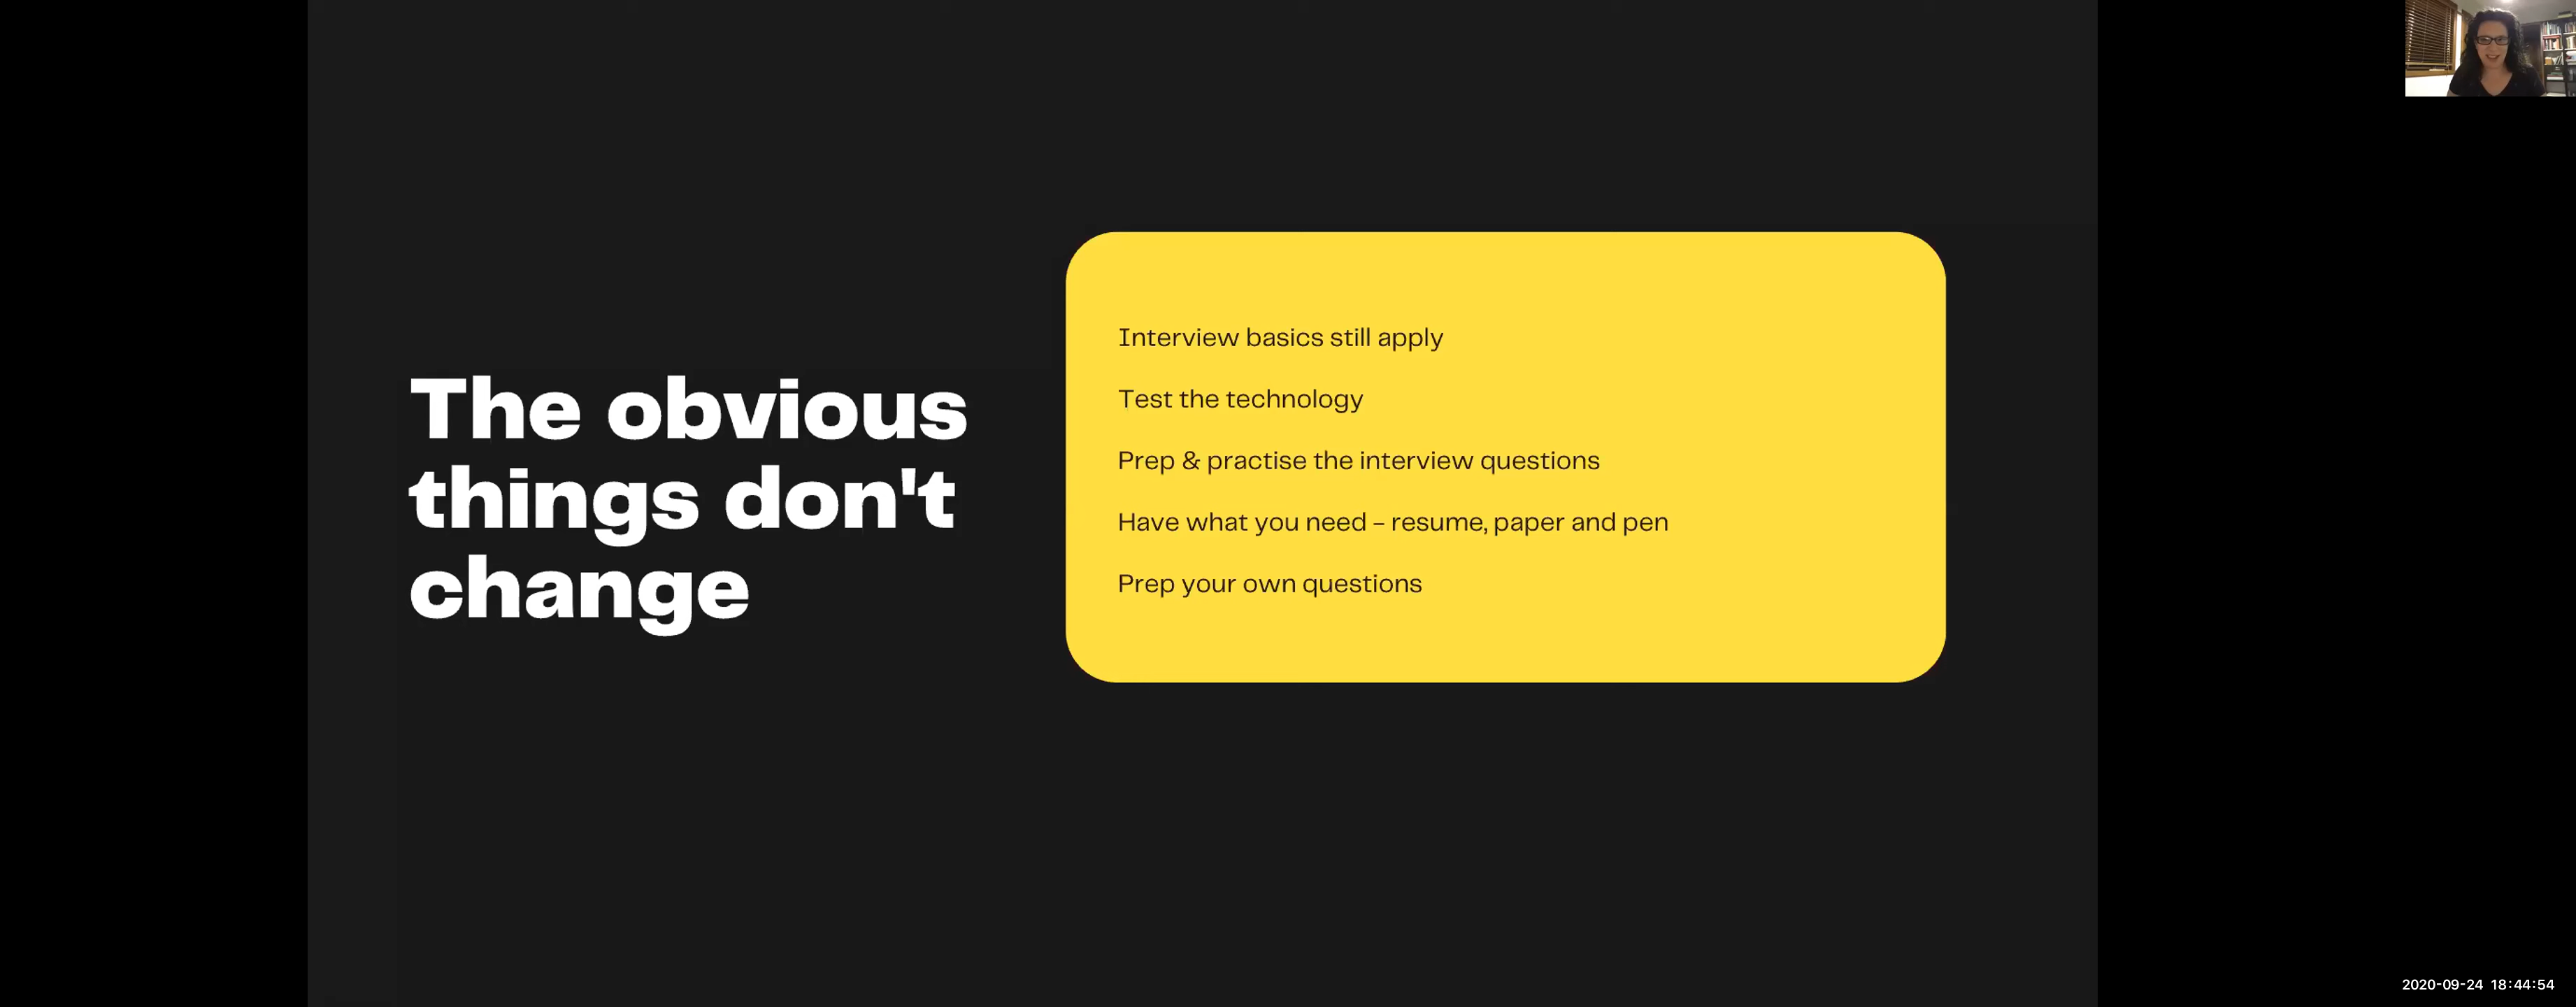 The obvious
things don't
change
Interview basics still apply
Test the technology
Prep & practise the interview questions
Have what you need – resume, paper and pen
Prep your own questions
2020-09-24 18:44:54